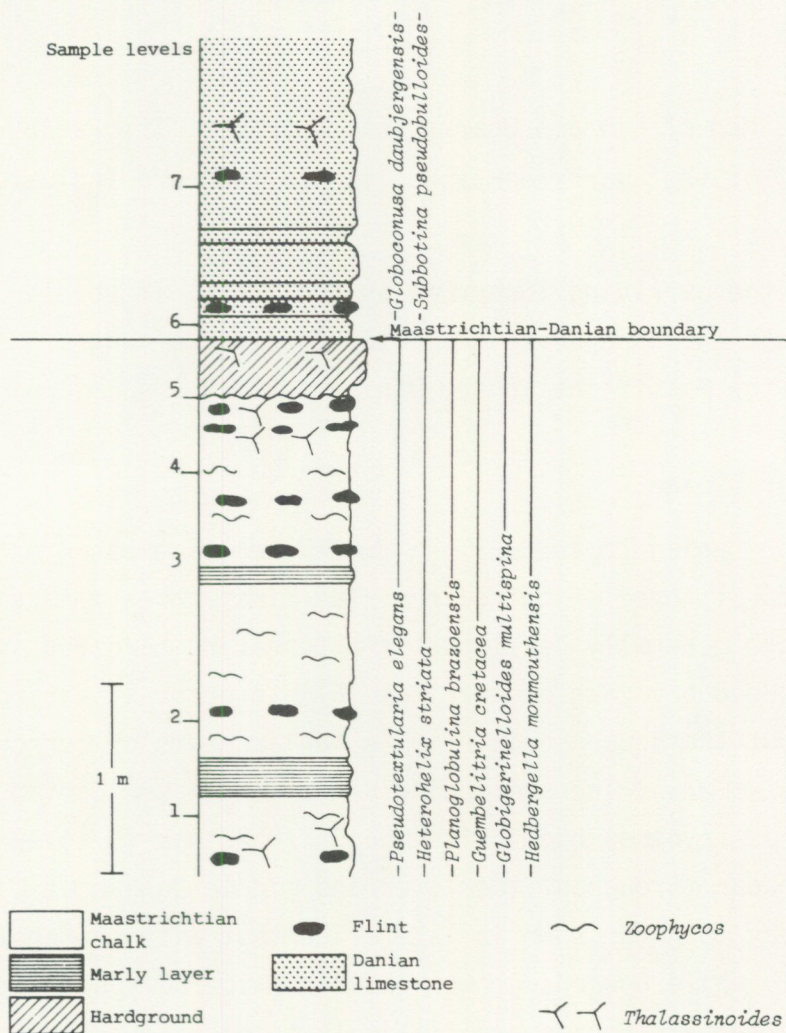 Sample levels
7
6
5
4
3
2
1
1 m
-Globoconusa daubjergensis-
-Subbotina pseudobulloides-
Maastrichtian-Danian boundary
-Pseudotextularia elegans
-Heterohelix striata
-Planoglobulina brazoensis
-Guembelitria cretacea
-Globigerinelloides multispina
-Hedbergella monmouthensis
Maastrichtian
chalk
Marly layer
Hardground
Flint
Danian
limestone
Zoophycos
Thalassinoides